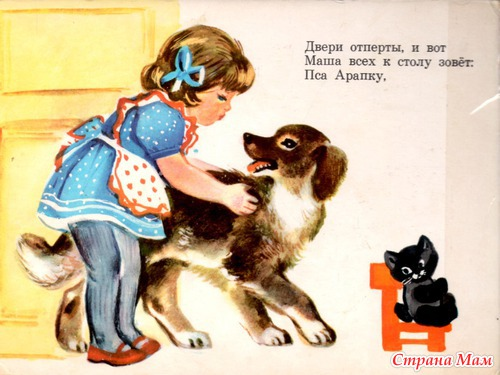 Двери отперты, и вот
Маша всех к столу зовёт:
Пса Арапку,
Страна Мам